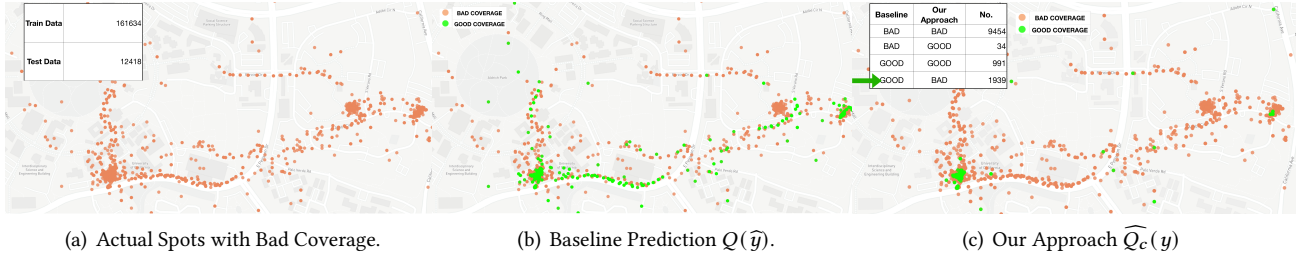 Train Data 161634
Test Data 12418
BAD COVERAGE
GOOD COVERAGE
Baseline Our Approach No.
BAD BAD 9454
BAD GOOD 34
GOOD GOOD 991
GOOD BAD 1939
BAD COVERAGE
GOOD COVERAGE
(a) Actual Spots with Bad Coverage.
(b) Baseline Prediction Q(ŷ).
(c) Our Approach Q̂_c(y)